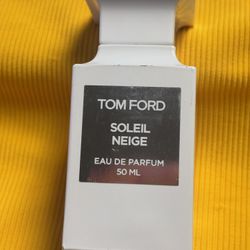 TOM FORD
SOLEIL
NEIGE
EAU DE PARFUM
50 ML